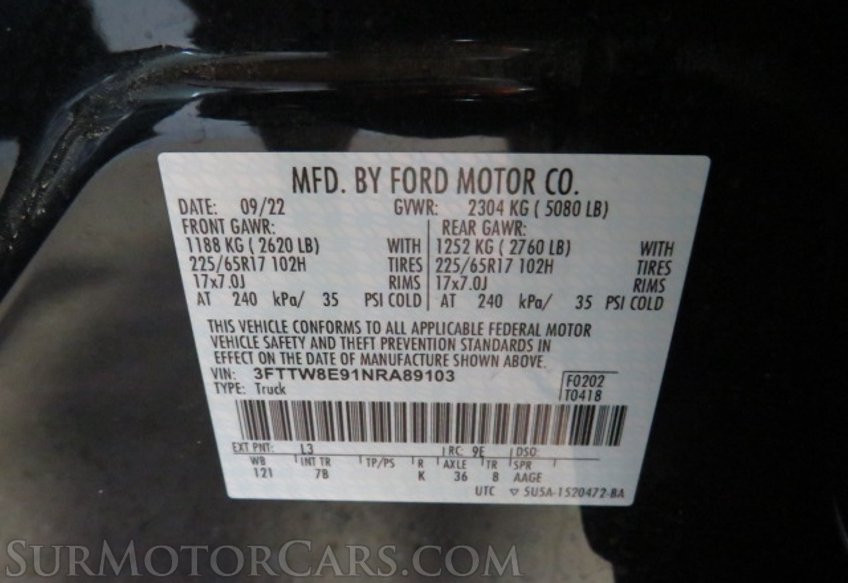 MFD. BY FORD MOTOR CO.
DATE: 09/22 GVWR: 2304 KG ( 5080 LB)
FRONT GAWR: REAR GAWR:
1188 KG ( 2620 LB) WITH 1252 KG ( 2760 LB) WITH
225/65R17 102H TIRES 225/65R17 102H TIRES
17x7.0J RIMS 17x7.0J RIMS
AT 240 kPa/ 35 PSI COLD AT 240 kPa/ 35 PSI COLD
THIS VEHICLE CONFORMS TO ALL APPLICABLE FEDERAL MOTOR
VEHICLE SAFETY AND THEFT PREVENTION STANDARDS IN
EFFECT ON THE DATE OF MANUFACTURE SHOWN ABOVE.
VIN: 3FTTW8E91NRA89103 F0202
TYPE: Truck T0418
EXT PNT: L3 RC: 9E DSO:
WB INT TR TP/PS R AXLE TR SPR
121 7B K 36 8 AAGE
UTC ▽ 5U5A-1520472-BA
SurMotorCars.com